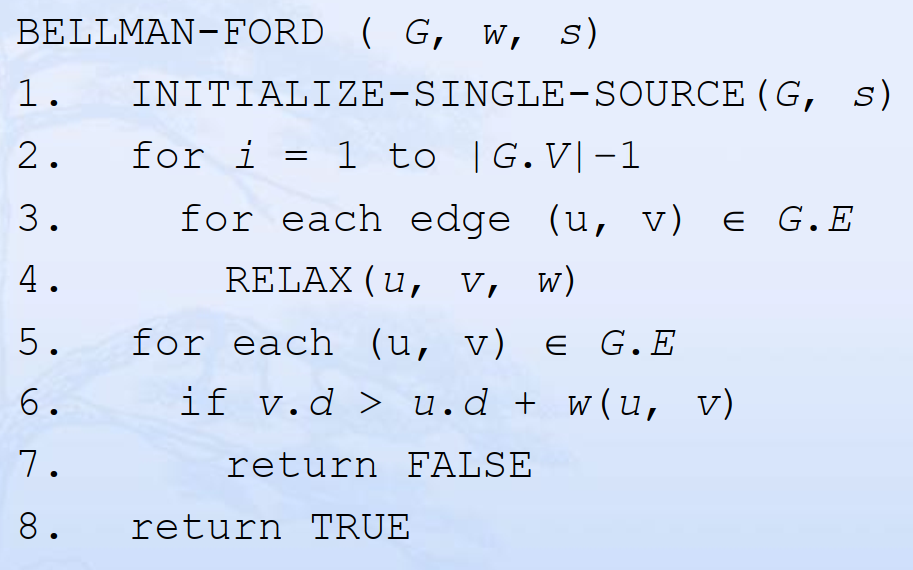 BELLMAN-FORD ( G, w, s)
1. INITIALIZE-SINGLE-SOURCE(G, s)
2. for i = 1 to |G.V|−1
3. for each edge (u, v) ∈ G.E
4. RELAX(u, v, w)
5. for each (u, v) ∈ G.E
6. if v.d > u.d + w(u, v)
7. return FALSE
8. return TRUE